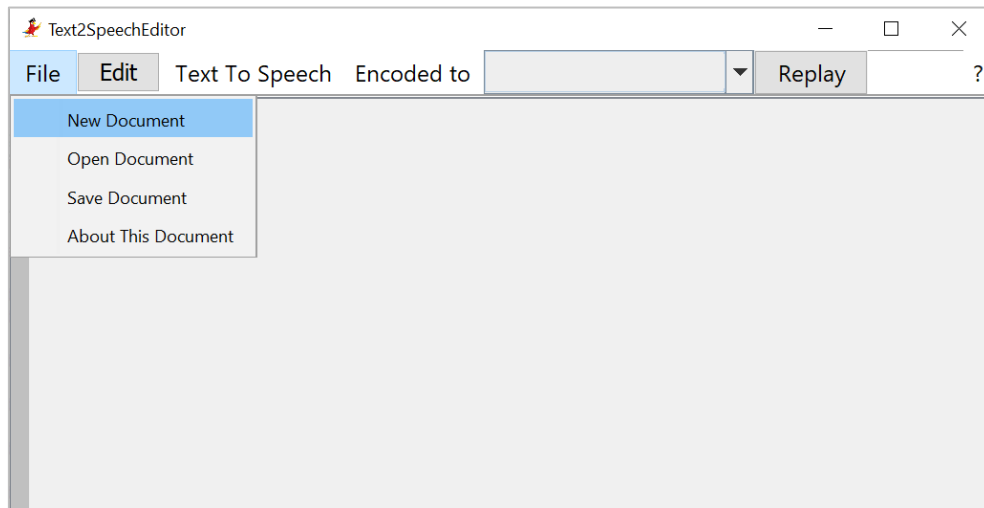 Text2SpeechEditor
File Edit Text To Speech Encoded to Replay ?
New Document
Open Document
Save Document
About This Document